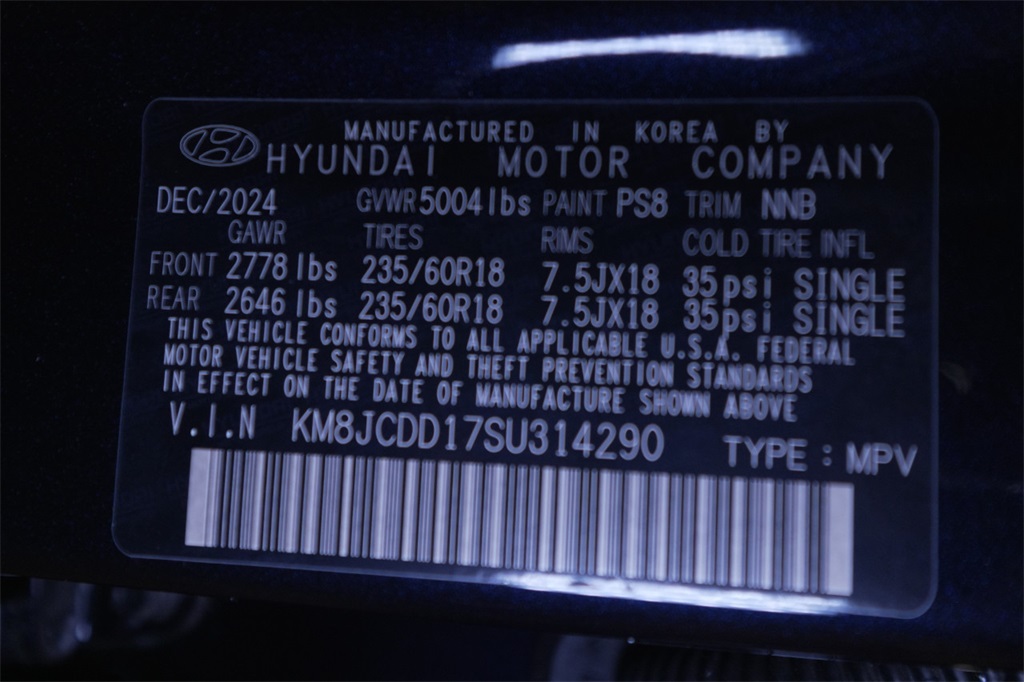 MANUFACTURED IN KOREA BY
HYUNDAI MOTOR COMPANY
DEC/2024 GVWR 5004 lbs PAINT PS8 TRIM NNB
GAWR TIRES RIMS COLD TIRE INFL
FRONT 2778 lbs 235/60R18 7.5JX18 35psi SINGLE
REAR 2646 lbs 235/60R18 7.5JX18 35psi SINGLE
THIS VEHICLE CONFORMS TO ALL APPLICABLE U.S.A. FEDERAL
MOTOR VEHICLE SAFETY AND THEFT PREVENTION STANDARDS
IN EFFECT ON THE DATE OF MANUFACTURE SHOWN ABOVE
V.I.N KM8JCDD17SU314290 TYPE : MPV